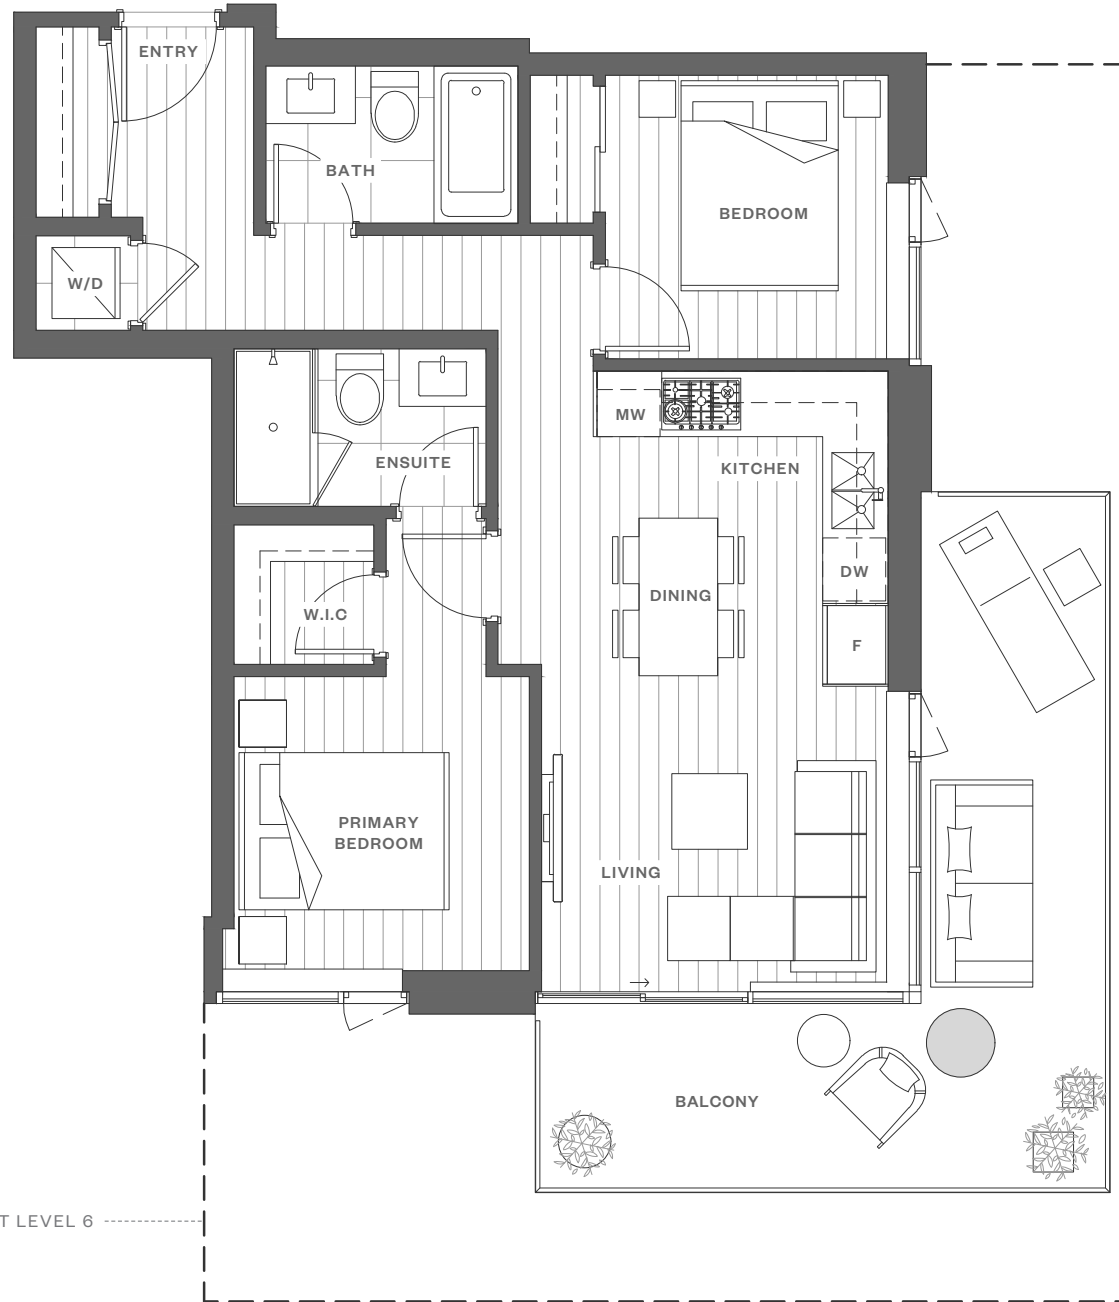 ENTRY
BATH
BEDROOM
W/D
MW
ENSUITE
KITCHEN
DW
DINING
W.I.C
F
PRIMARY
BEDROOM
LIVING
BALCONY
T LEVEL 6